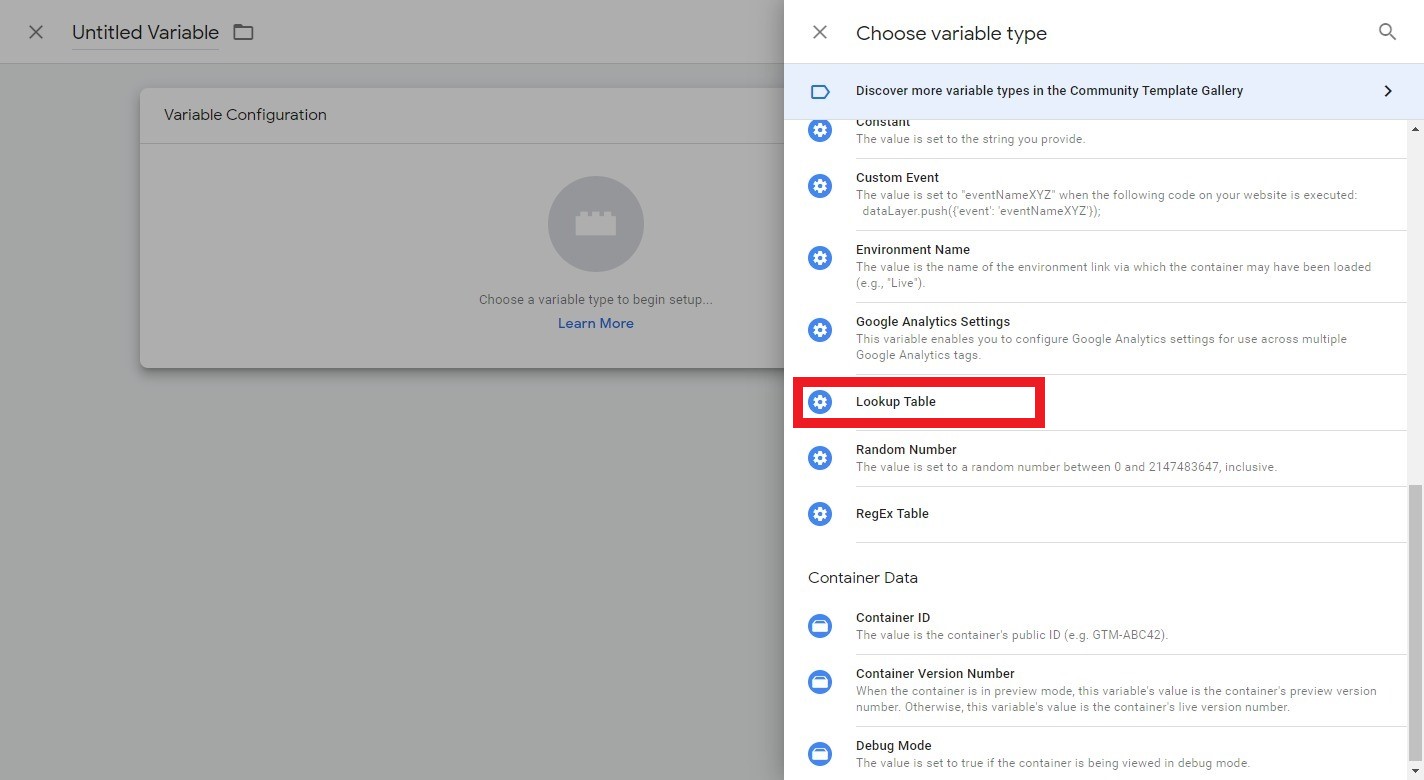 Untitled Variable
Variable Configuration
Choose a variable type to begin setup...
Learn More
Choose variable type
Discover more variable types in the Community Template Gallery
Constant
The value is set to the string you provide.
Custom Event
The value is set to "eventNameXYZ" when the following code on your website is executed:
dataLayer.push({'event': 'eventNameXYZ'});
Environment Name
The value is the name of the environment link via which the container may have been loaded
(e.g., "Live").
Google Analytics Settings
This variable enables you to configure Google Analytics settings for use across multiple
Google Analytics tags.
Lookup Table
Random Number
The value is set to a random number between 0 and 2147483647, inclusive.
RegEx Table
Container Data
Container ID
The value is the container's public ID (e.g. GTM-ABC42).
Container Version Number
When the container is in preview mode, this variable's value is the container's preview version
number. Otherwise, this variable's value is the container's live version number.
Debug Mode
The value is set to true if the container is being viewed in debug mode.